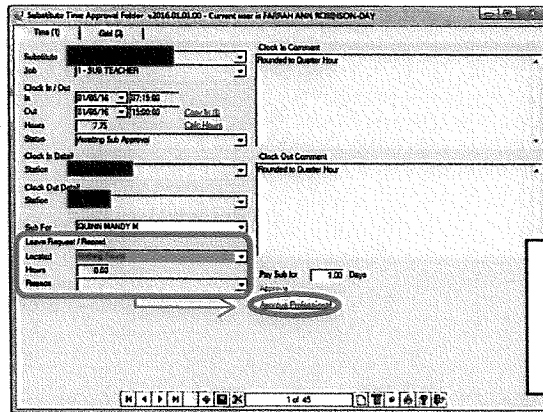 Substitute Time Approval Folder v2016.01.01.00 - Current user is FARRAH ANN ROBINSON-DAY
Time (1) Grid (2)
Substitute
Job 1 - SUB TEACHER
Clock In / Out
In 01/05/16 07:15:00
Out 01/05/16 15:00:00 Copy In (1)
Hours 7.75 Calc Hours
Status Awaiting Sub Approval
Clock In Detail
Station
Clock Out Detail
Station
Sub For QUINN MANDY M
Leave Request / Record
Located Nothing Found
Hours 0.00
Reason
Clock In Comment
Rounded to Quarter Hour
Clock Out Comment
Rounded to Quarter Hour
Pay Sub for 1.00 Days
Approve
Approve Professional
1 of 45